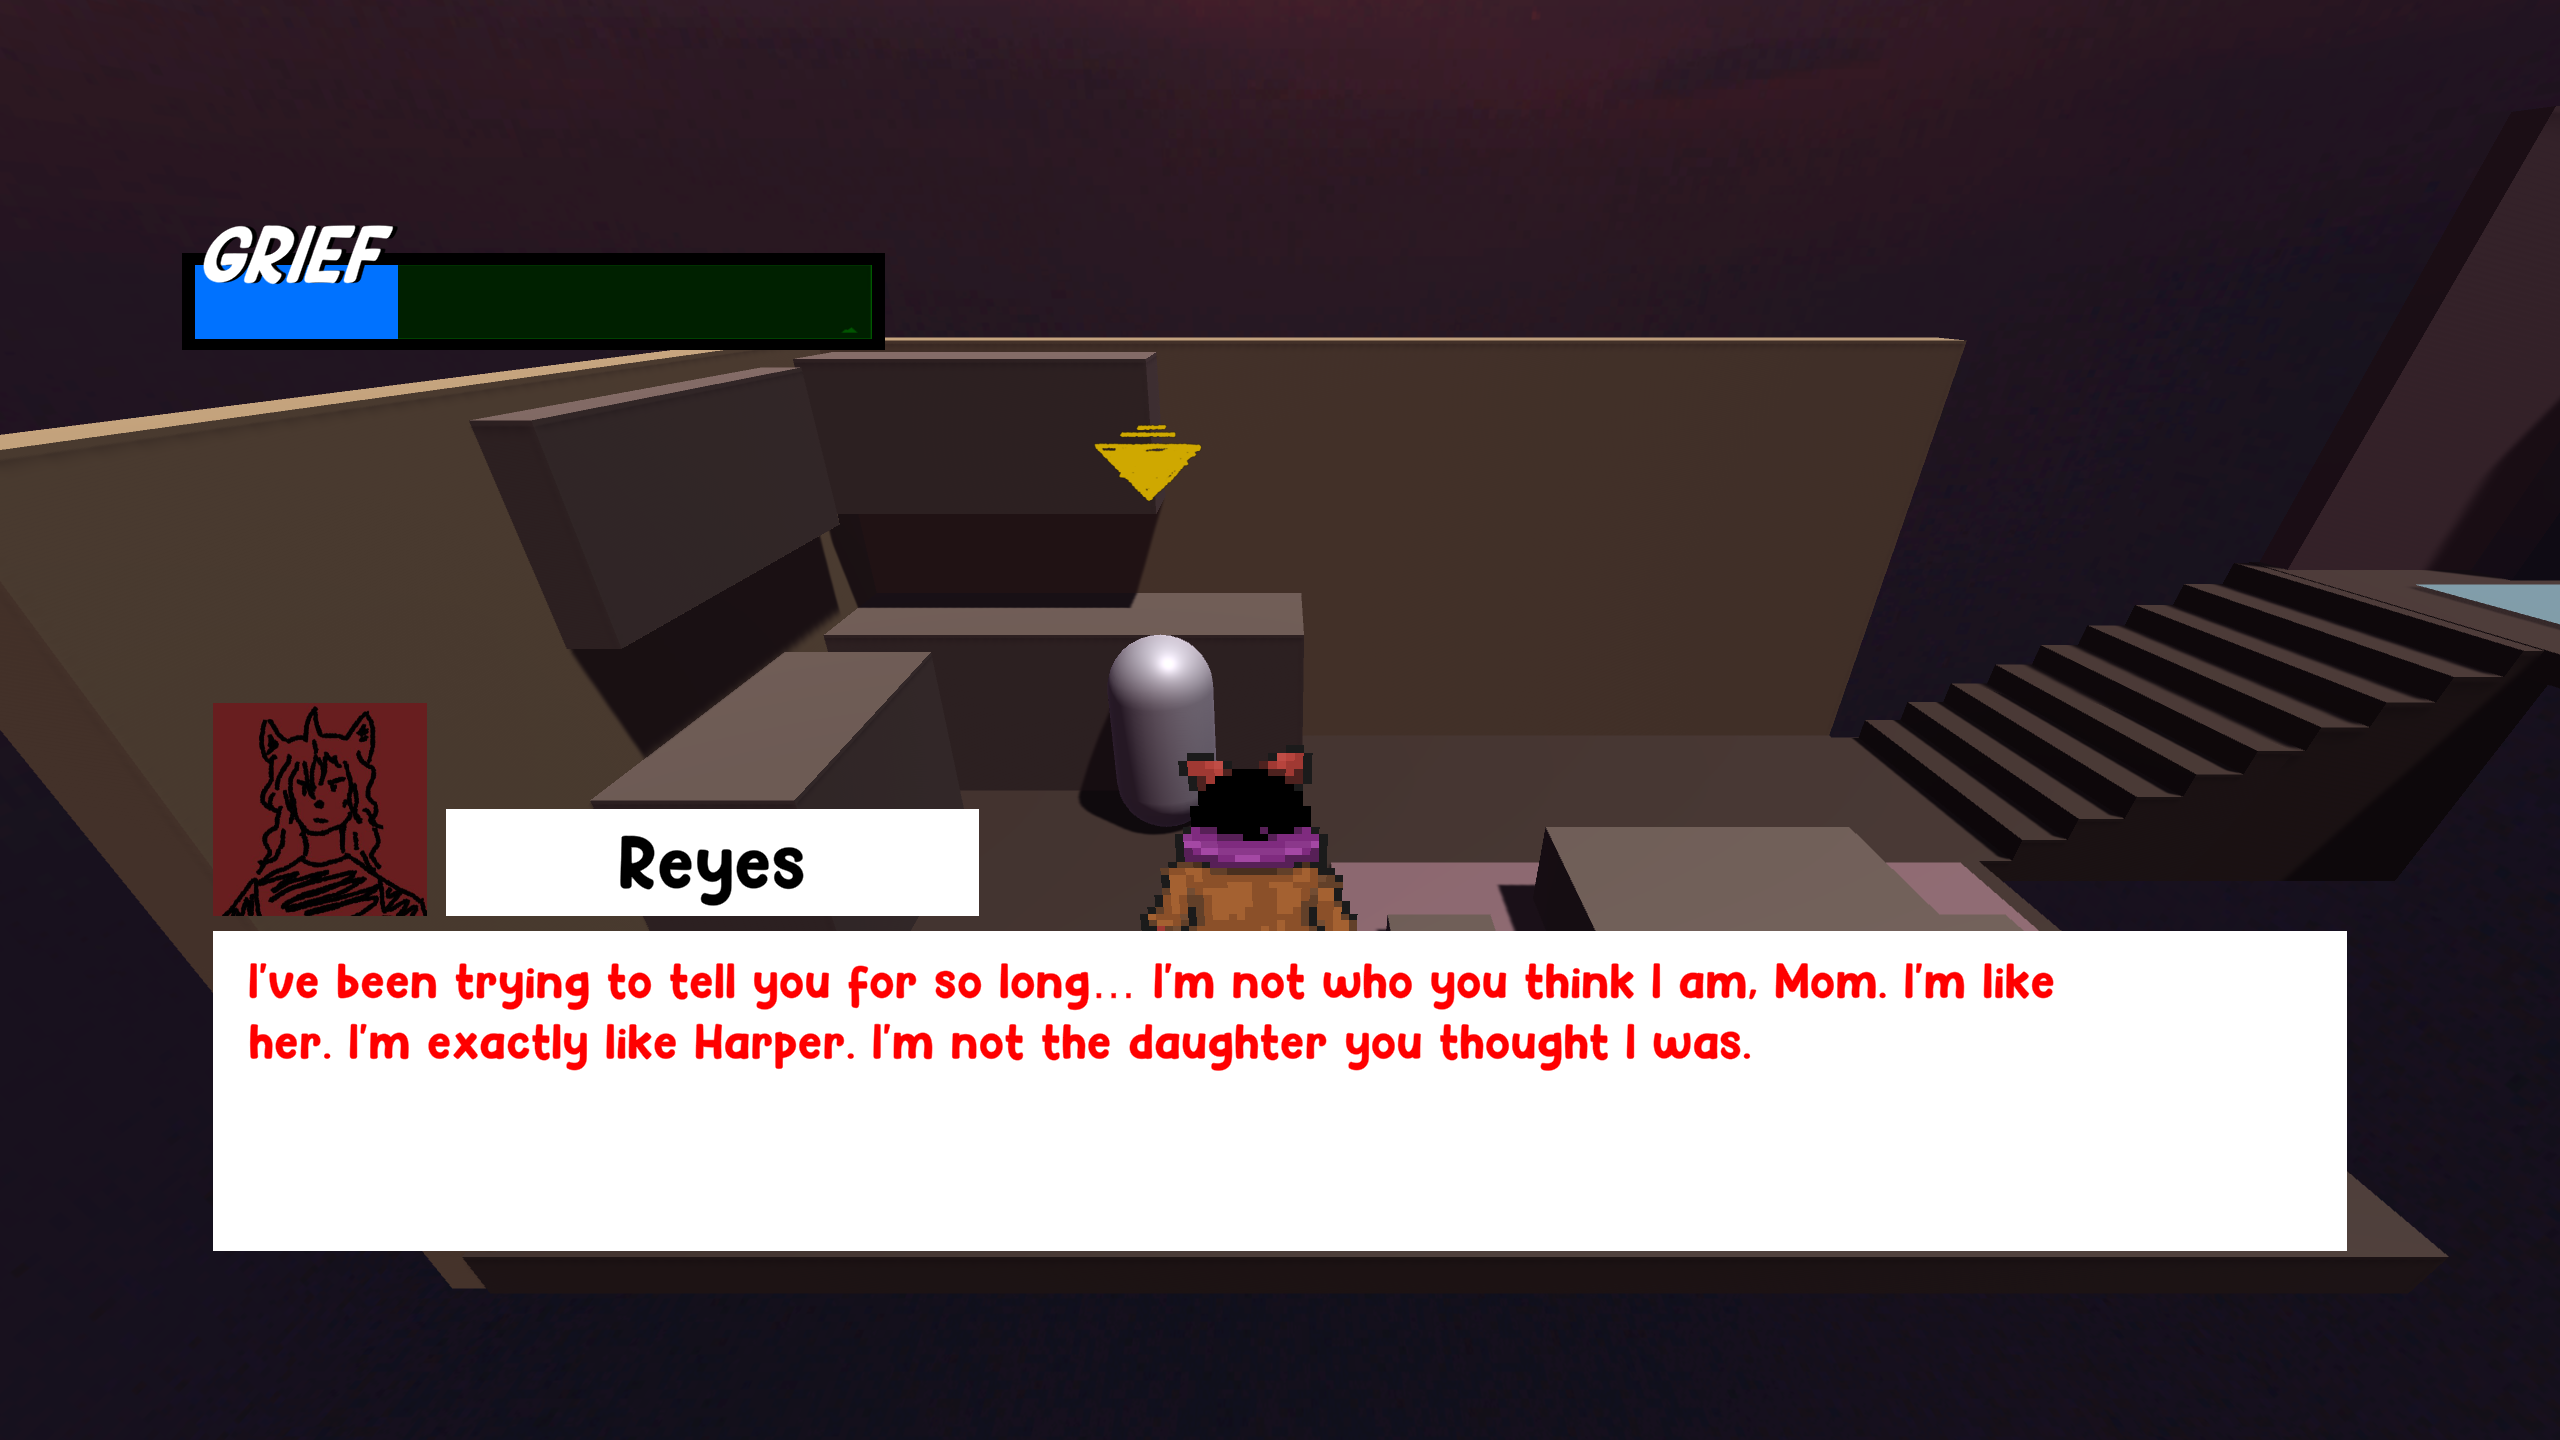 GRIEF
Reyes
I've been trying to tell you for so long... I'm not who you think I am, Mom. I'm like
her. I'm exactly like Harper. I'm not the daughter you thought I was.